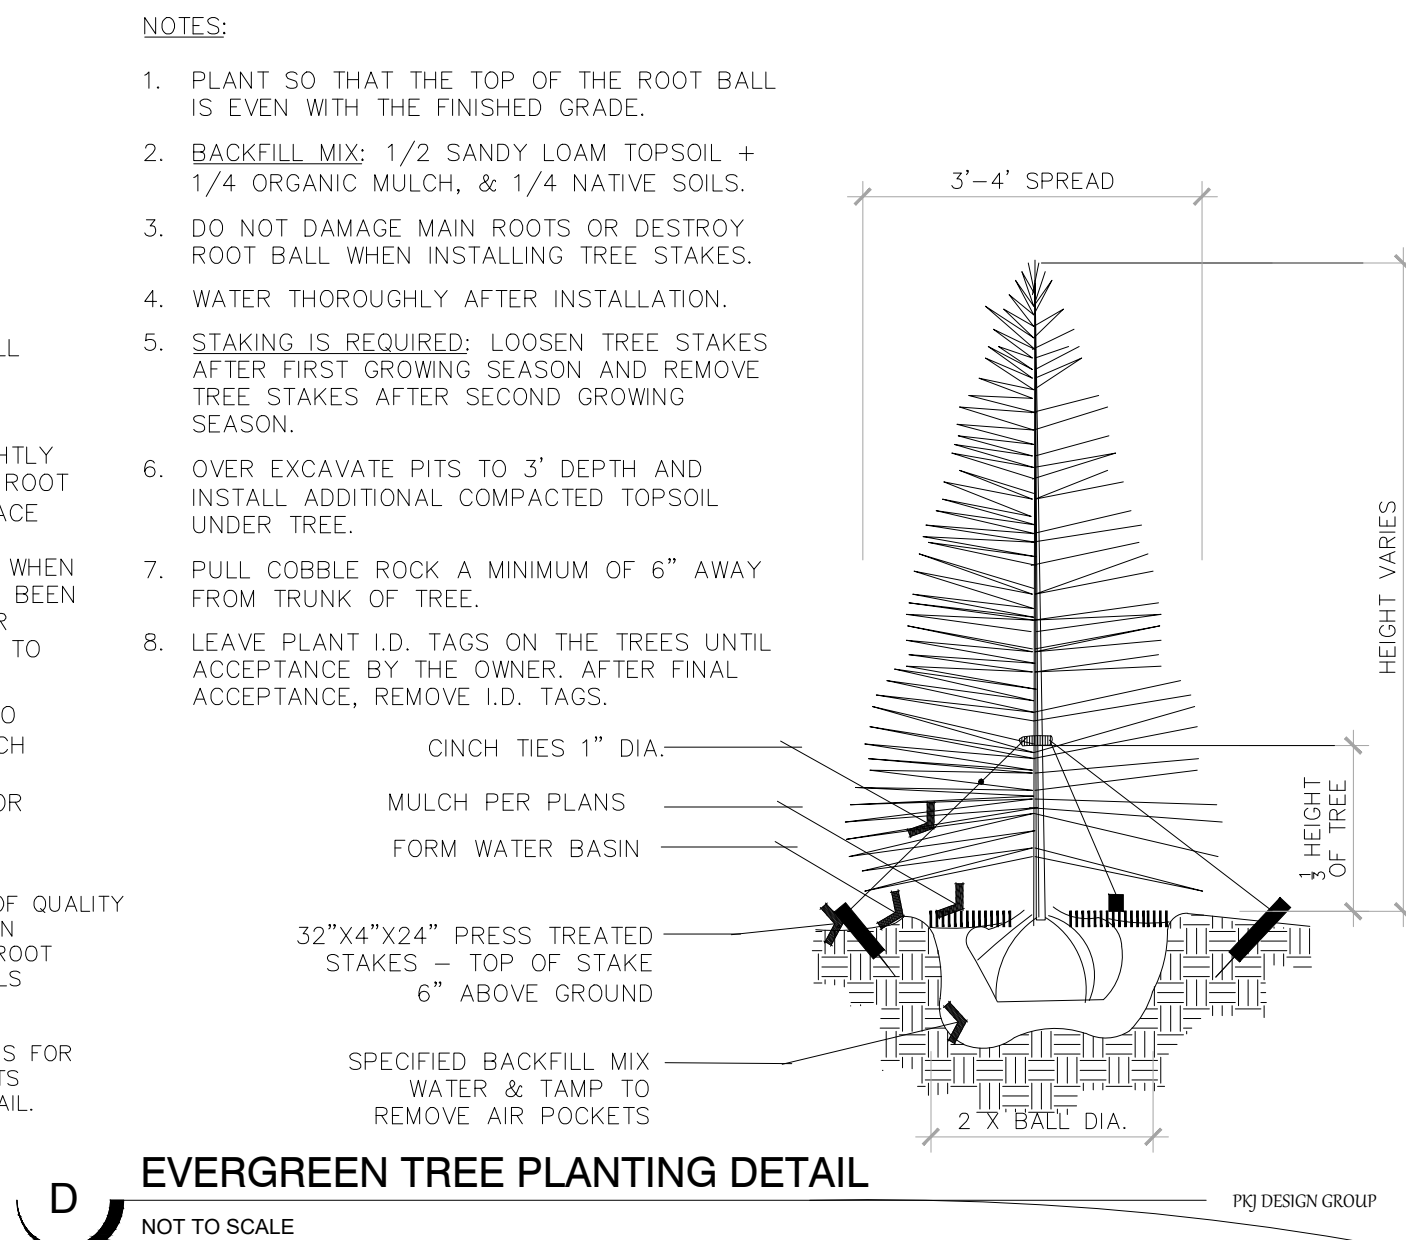 NOTES:
1. PLANT SO THAT THE TOP OF THE ROOT BALL
IS EVEN WITH THE FINISHED GRADE.
2. BACKFILL MIX: 1/2 SANDY LOAM TOPSOIL +
1/4 ORGANIC MULCH, & 1/4 NATIVE SOILS.
3. DO NOT DAMAGE MAIN ROOTS OR DESTROY
ROOT BALL WHEN INSTALLING TREE STAKES.
4. WATER THOROUGHLY AFTER INSTALLATION.
5. STAKING IS REQUIRED: LOOSEN TREE STAKES
AFTER FIRST GROWING SEASON AND REMOVE
TREE STAKES AFTER SECOND GROWING
SEASON.
6. OVER EXCAVATE PITS TO 3' DEPTH AND
INSTALL ADDITIONAL COMPACTED TOPSOIL
UNDER TREE.
7. PULL COBBLE ROCK A MINIMUM OF 6" AWAY
FROM TRUNK OF TREE.
8. LEAVE PLANT I.D. TAGS ON THE TREES UNTIL
ACCEPTANCE BY THE OWNER. AFTER FINAL
ACCEPTANCE, REMOVE I.D. TAGS.
CINCH TIES 1" DIA.
MULCH PER PLANS
FORM WATER BASIN
32"X4"X24" PRESS TREATED
STAKES – TOP OF STAKE
6" ABOVE GROUND
SPECIFIED BACKFILL MIX
WATER & TAMP TO
REMOVE AIR POCKETS
3'-4' SPREAD
HEIGHT VARIES
1/3 HEIGHT
OF TREE
2 X BALL DIA.
ROOT
WHEN
BEEN
TO
OF QUALITY
ROOT
S FOR
D
EVERGREEN TREE PLANTING DETAIL
NOT TO SCALE
PKJ DESIGN GROUP